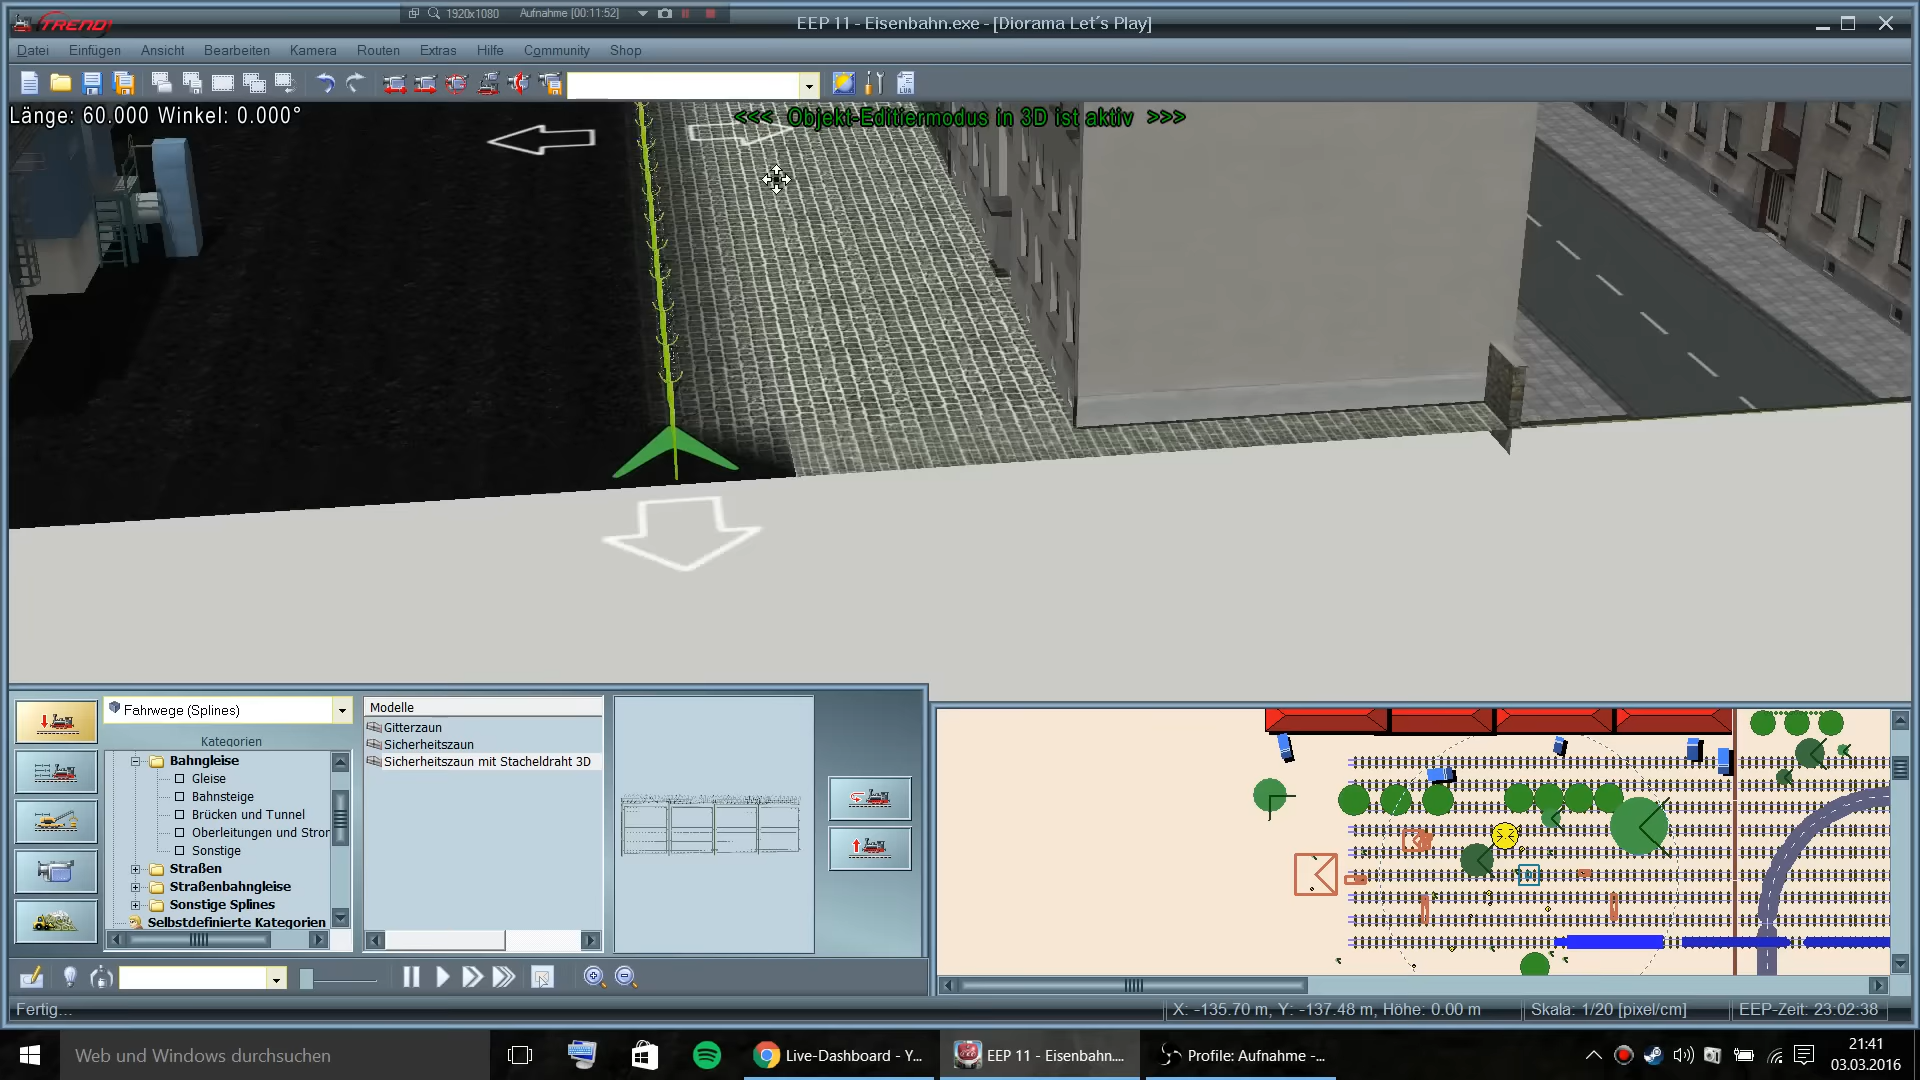 1920x1080 Aufnahme [00:11:52]
TREND
EEP 11 - Eisenbahn.exe - [Diorama Let´s Play]
Datei Einfügen Ansicht Bearbeiten Kamera Routen Extras Hilfe Community Shop
LUA
Länge: 60.000 Winkel: 0.000°
<<< Objekt-Editiermodus in 3D ist aktiv >>>
Fahrwege (Splines)
Kategorien
Bahngleise
Gleise
Bahnsteige
Brücken und Tunnel
Oberleitungen und Stror
Sonstige
Straßen
Straßenbahngleise
Sonstige Splines
Selbstdefinierte Kategorien
Modelle
Gitterzaun
Sicherheitszaun
Sicherheitszaun mit Stacheldraht 3D
Fertig...
X: -135.70 m, Y: -137.48 m, Höhe: 0.00 m
Skala: 1/20 [pixel/cm]
EEP-Zeit: 23:02:38
Web und Windows durchsuchen
Live-Dashboard - Y...
EEP 11 - Eisenbahn....
Profile: Aufnahme -...
21:41
03.03.2016